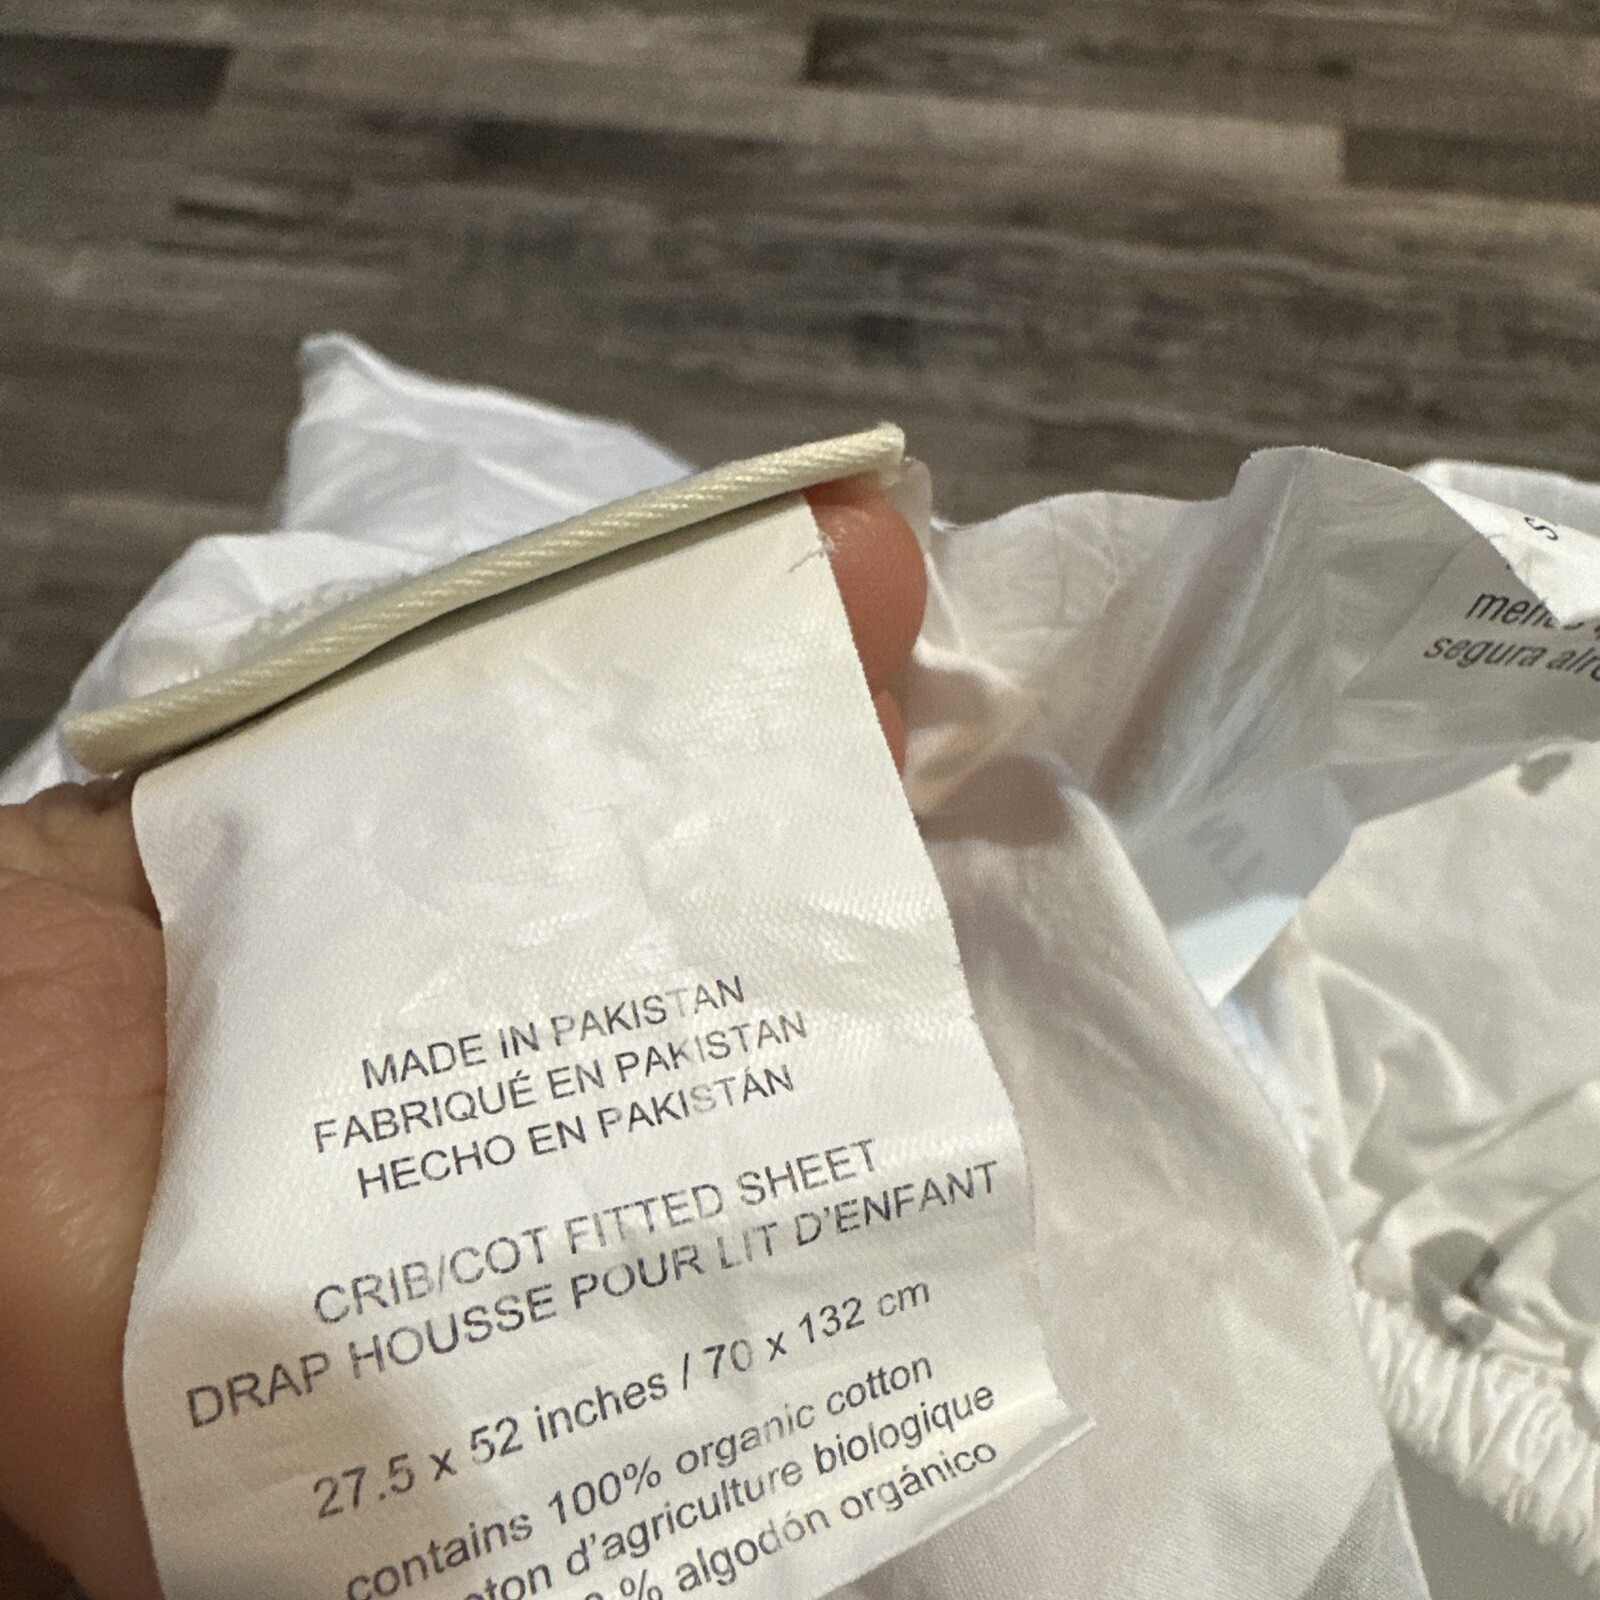 MADE IN PAKISTAN
FABRIQUÉ EN PAKISTAN
HECHO EN PAKISTÁN
CRIB/COT FITTED SHEET
DRAP HOUSSE POUR LIT D'ENFANT
27.5 x 52 inches / 70 x 132 cm
contains 100% organic cotton
d'agriculture biologique
% algodón orgánico
segura